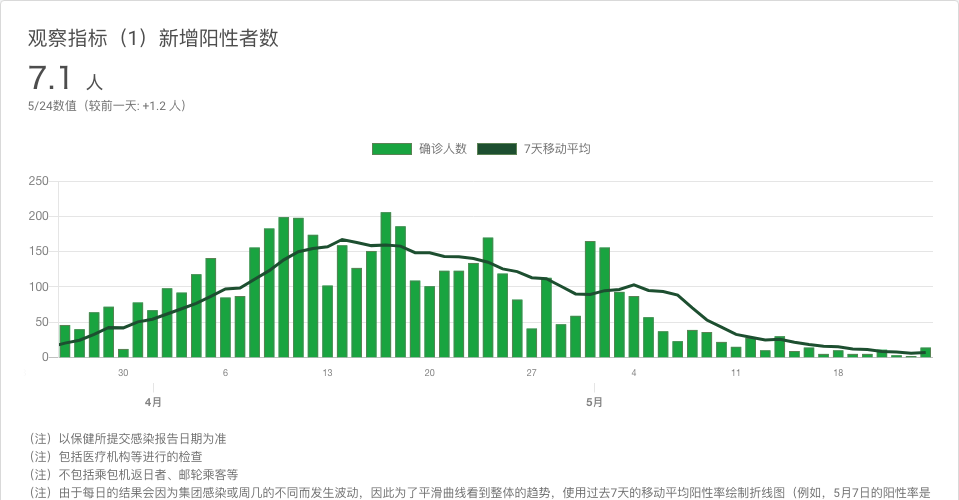 观察指标（1）新增阳性者数
7.1 人
5/24数值（较前一天: +1.2 人）
确诊人数 7天移动平均
250
200
150
100
50
0
30 6 13 20 27 4 11 18
4月 5月
（注）以保健所提交感染报告日期为准
（注）包括医疗机构等进行的检查
（注）不包括乘包机返日者、邮轮乘客等
（注）由于每日的结果会因为集团感染或周几的不同而发生波动，因此为了平滑曲线看到整体的趋势，使用过去7天的移动平均阳性率绘制折线图（例如，5月7日的阳性率是